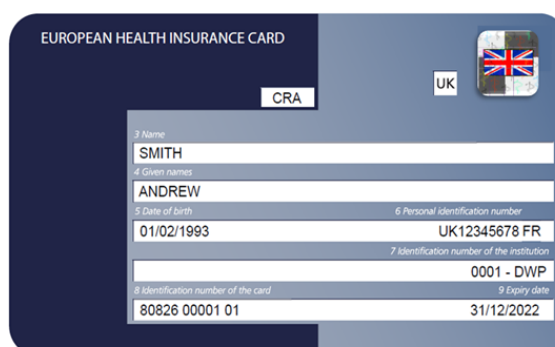 EUROPEAN HEALTH INSURANCE CARD
UK
CRA
3 Name
SMITH
4 Given names
ANDREW
5 Date of birth 6 Personal identification number
01/02/1993 UK12345678 FR
7 Identification number of the institution
0001 - DWP
8 Identification number of the card 9 Expiry date
80826 00001 01 31/12/2022